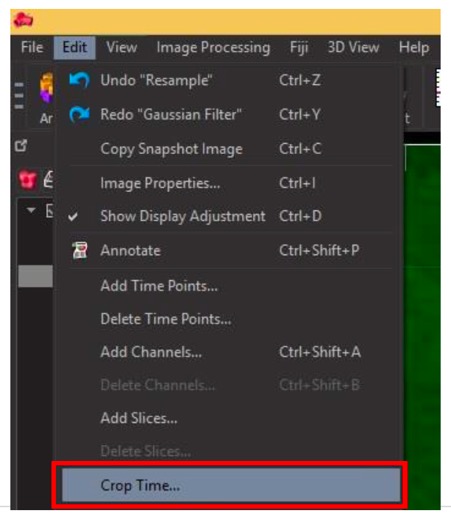 File Edit View Image Processing Fiji 3D View Help
Undo "Resample" Ctrl+Z
Redo "Gaussian Filter" Ctrl+Y
Copy Snapshot Image Ctrl+C
Image Properties... Ctrl+I
Show Display Adjustment Ctrl+D
Annotate Ctrl+Shift+P
Add Time Points...
Delete Time Points...
Add Channels... Ctrl+Shift+A
Delete Channels... Ctrl+Shift+B
Add Slices...
Delete Slices...
Crop Time...